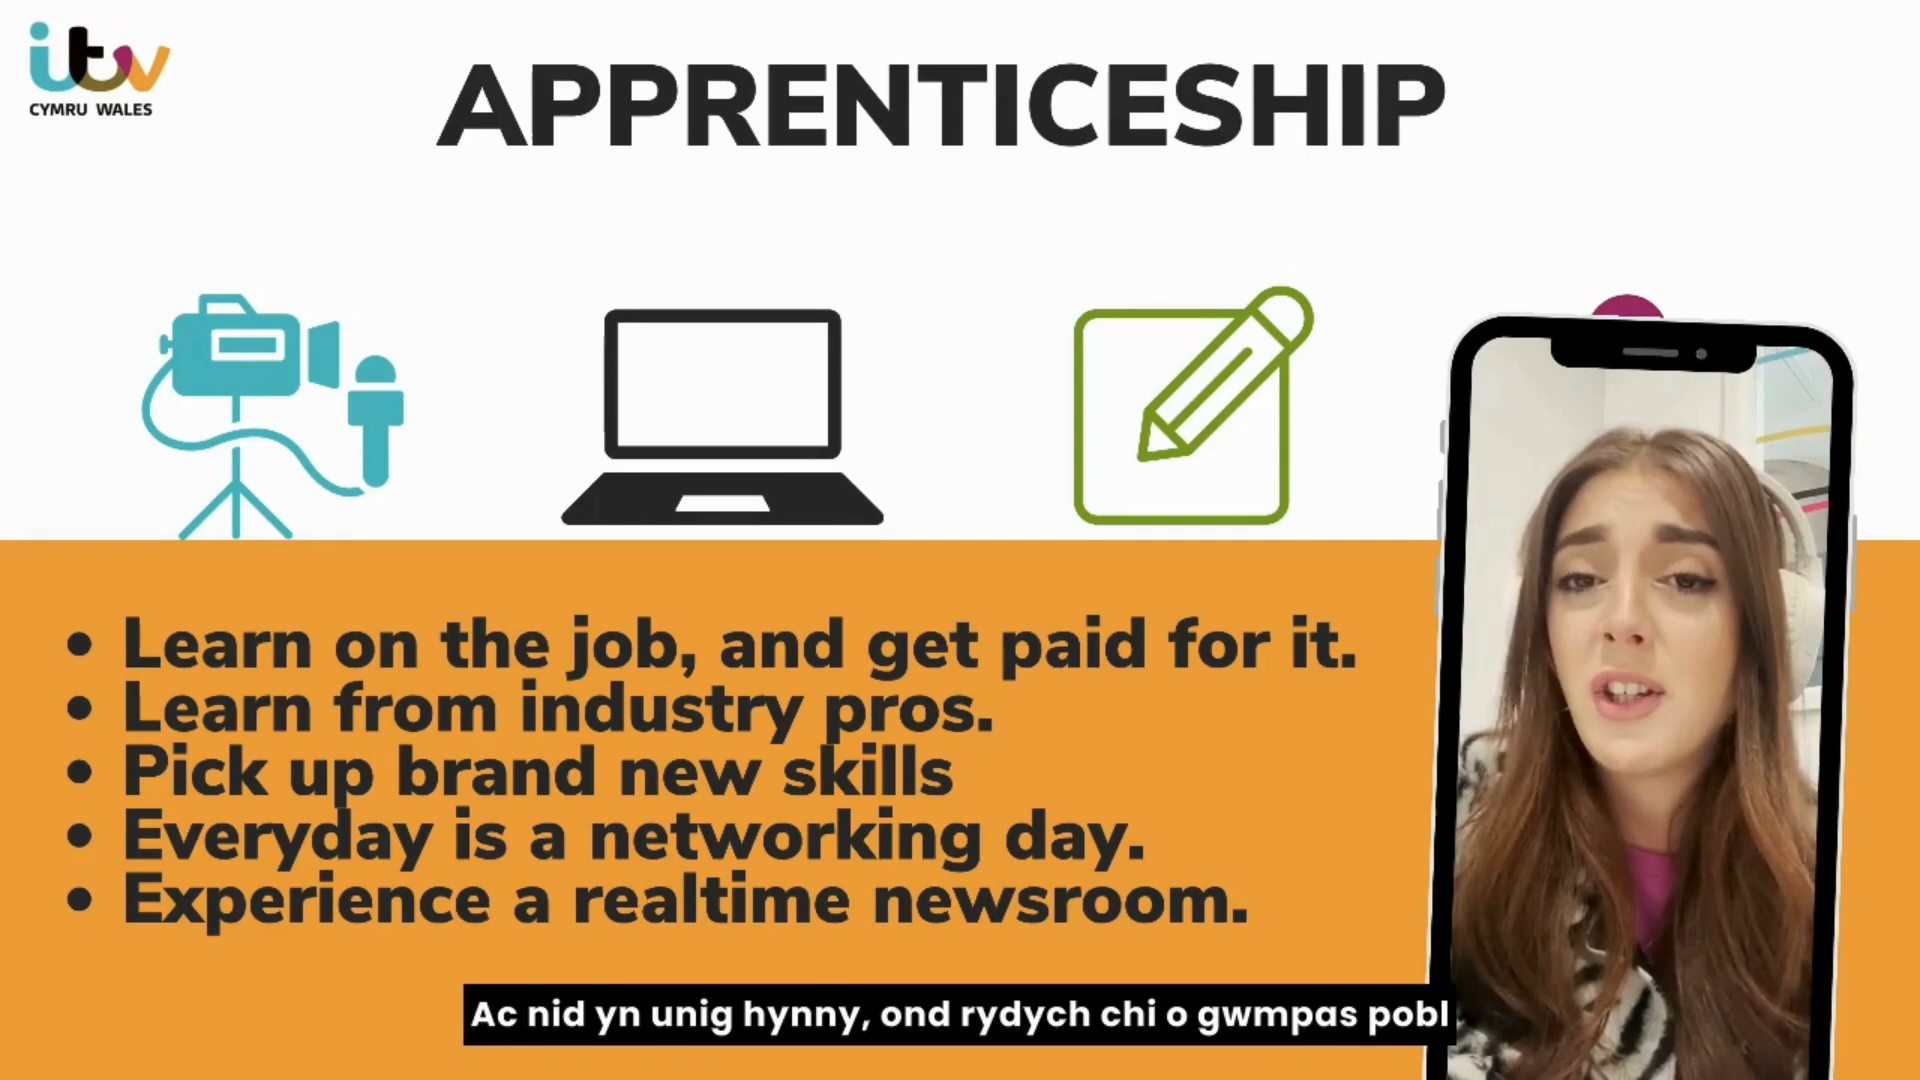 itv
CYMRU WALES
APPRENTICESHIP
• Learn on the job, and get paid for it.
• Learn from industry pros.
• Pick up brand new skills
• Everyday is a networking day.
• Experience a realtime newsroom.
Ac nid yn unig hynny, ond rydych chi o gwmpas pobl